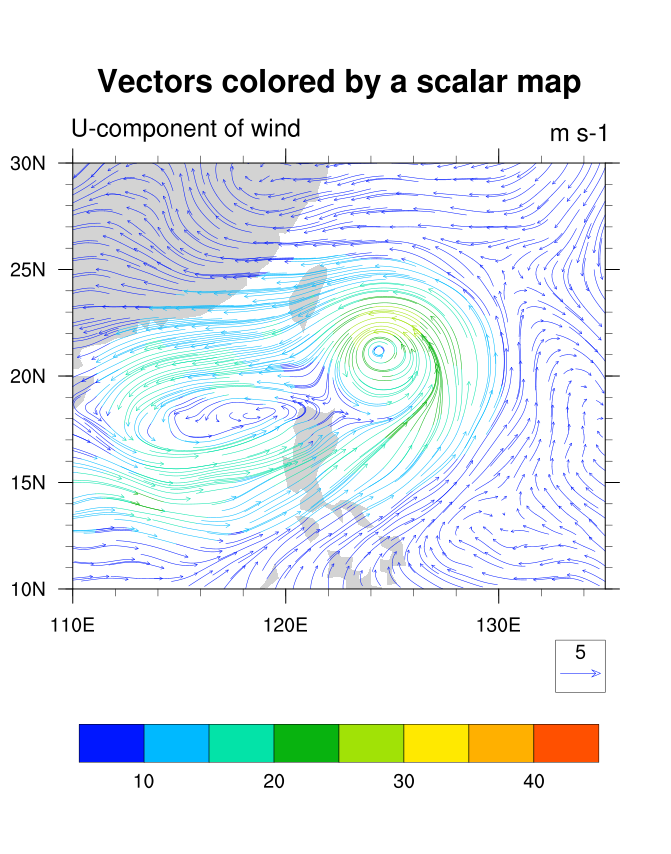 Vectors colored by a scalar map
U-component of wind
m s-1
30N
25N
20N
15N
10N
110E
120E
130E
5
10
20
30
40